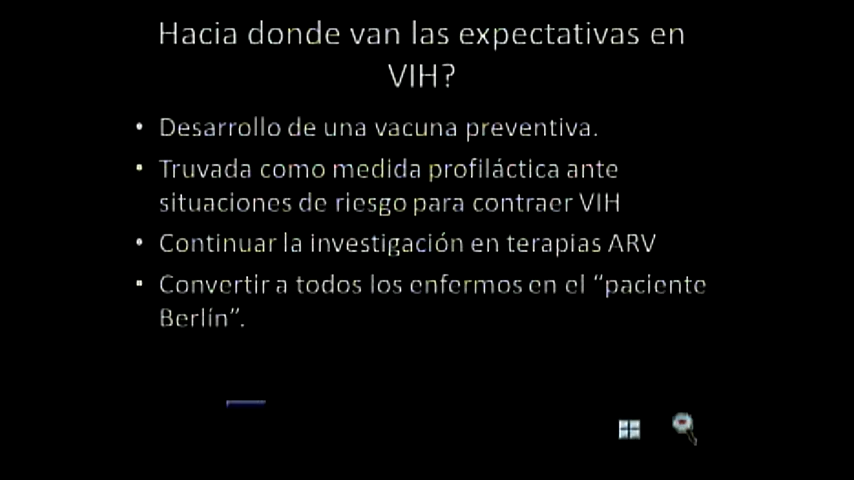 Hacia donde van las expectativas en
VIH?
• Desarrollo de una vacuna preventiva.
• Truvada como medida profiláctica ante
situaciones de riesgo para contraer VIH
• Continuar la investigación en terapias ARV
• Convertir a todos los enfermos en el “paciente
Berlín”.